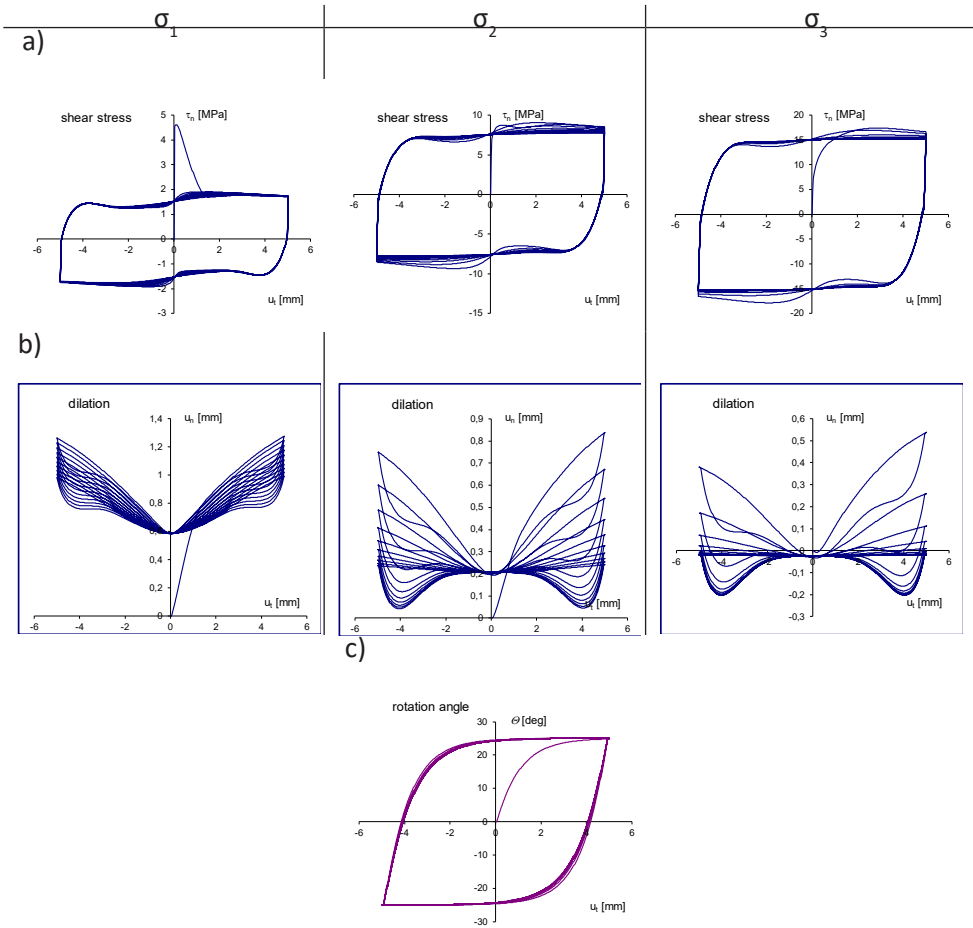 σ1 σ2 σ3
a)
shear stress τn [MPa]
5
4
3
2
1
0
-6 -4 -2 0 2 4 6
-1
-2
-3
ut [mm]
shear stress τn [MPa]
10
5
0
-6 -4 -2 0 2 4 6
-5
-10
-15
ut [mm]
shear stress τn [MPa]
20
15
10
5
0
-6 -4 -2 0 2 4 6
-5
-10
-15
-20
ut [mm]
b)
dilation
un [mm]
1,4
1,2
1
0,8
0,6
0,4
0,2
0
ut [mm]
-6 -4 -2 0 2 4 6
dilation
un [mm]
0,9
0,8
0,7
0,6
0,5
0,4
0,3
0,2
0,1
0
ut [mm]
-6 -4 -2 0 2 4 6
dilation
un [mm]
0,6
0,5
0,4
0,3
0,2
0,1
0
-6 -4 -2 0 2 4 6
-0,1
-0,2
-0,3
ut [mm]
c)
rotation angle
Θ [deg]
30
20
10
0
-6 -4 -2 0 2 4 6
-10
-20
-30
ut [mm]